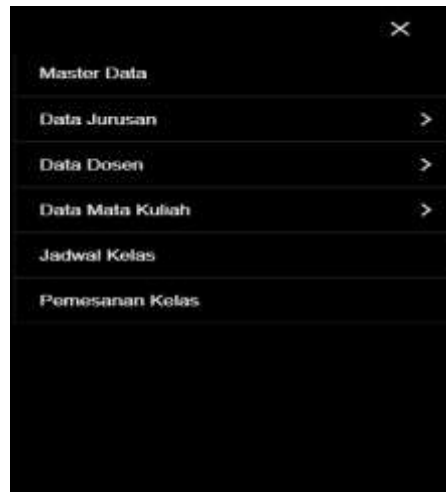 Master Data
Data Jurusan >
Data Dosen >
Data Mata Kuliah >
Jadwal Kelas
Pemesanan Kelas